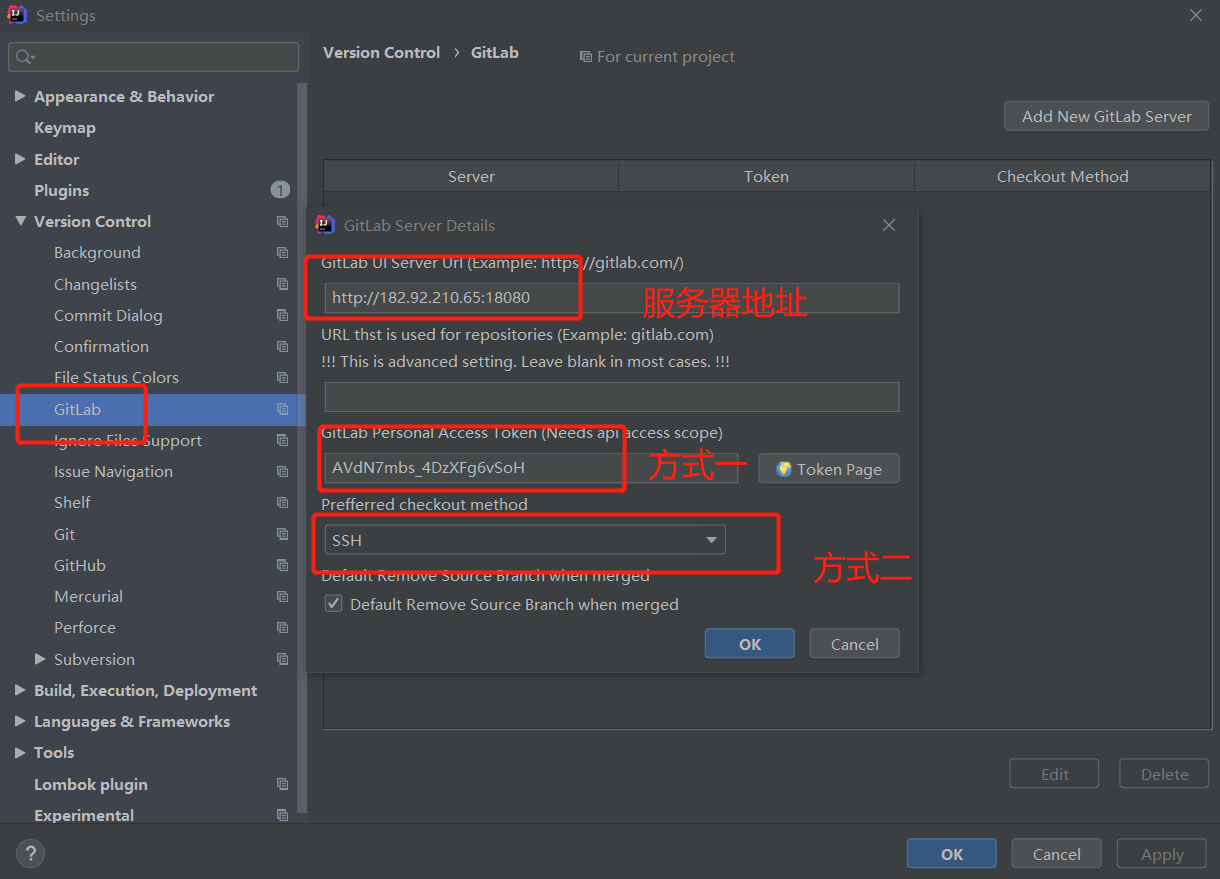 Settings
Version Control › GitLab For current project
Appearance & Behavior
Keymap
Editor
Plugins 1
Version Control
Background
Changelists
Commit Dialog
Confirmation
File Status Colors
GitLab
Ignore Files Support
Issue Navigation
Shelf
Git
GitHub
Mercurial
Perforce
Subversion
Build, Execution, Deployment
Languages & Frameworks
Tools
Lombok plugin
Experimental
Add New GitLab Server
Server Token Checkout Method
GitLab Server Details
GitLab UI Server Url (Example: https://gitlab.com/)
http://182.92.210.65:18080 服务器地址
URL thst is used for repositories (Example: gitlab.com)
!!! This is advanced setting. Leave blank in most cases. !!!
GitLab Personal Access Token (Needs api access scope)
AVdN7mbs_4DzXFg6vSoH 方式一 Token Page
Prefferred checkout method
SSH
方式二
Default Remove Source Branch when merged
Default Remove Source Branch when merged
OK Cancel
Edit Delete
? OK Cancel Apply